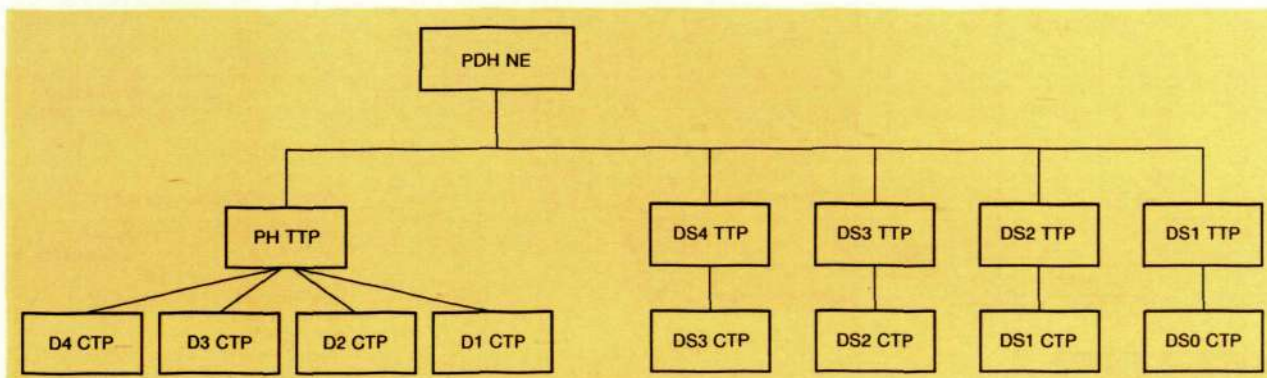 PDH NE
PH TTP
DS4 TTP
DS3 TTP
DS2 TTP
DS1 TTP
D4 CTP
D3 CTP
D2 CTP
D1 CTP
DS3 CTP
DS2 CTP
DS1 CTP
DS0 CTP